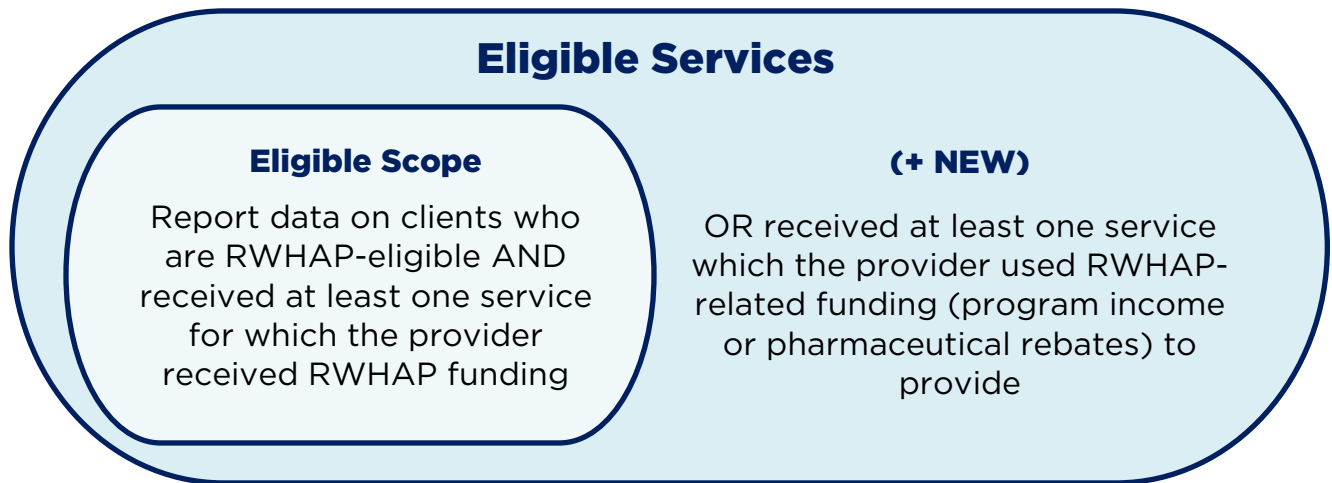 Eligible Services
Eligible Scope
Report data on clients who
are RWHAP-eligible AND
received at least one service
for which the provider
received RWHAP funding
(+ NEW)
OR received at least one service
which the provider used RWHAP-
related funding (program income
or pharmaceutical rebates) to
provide